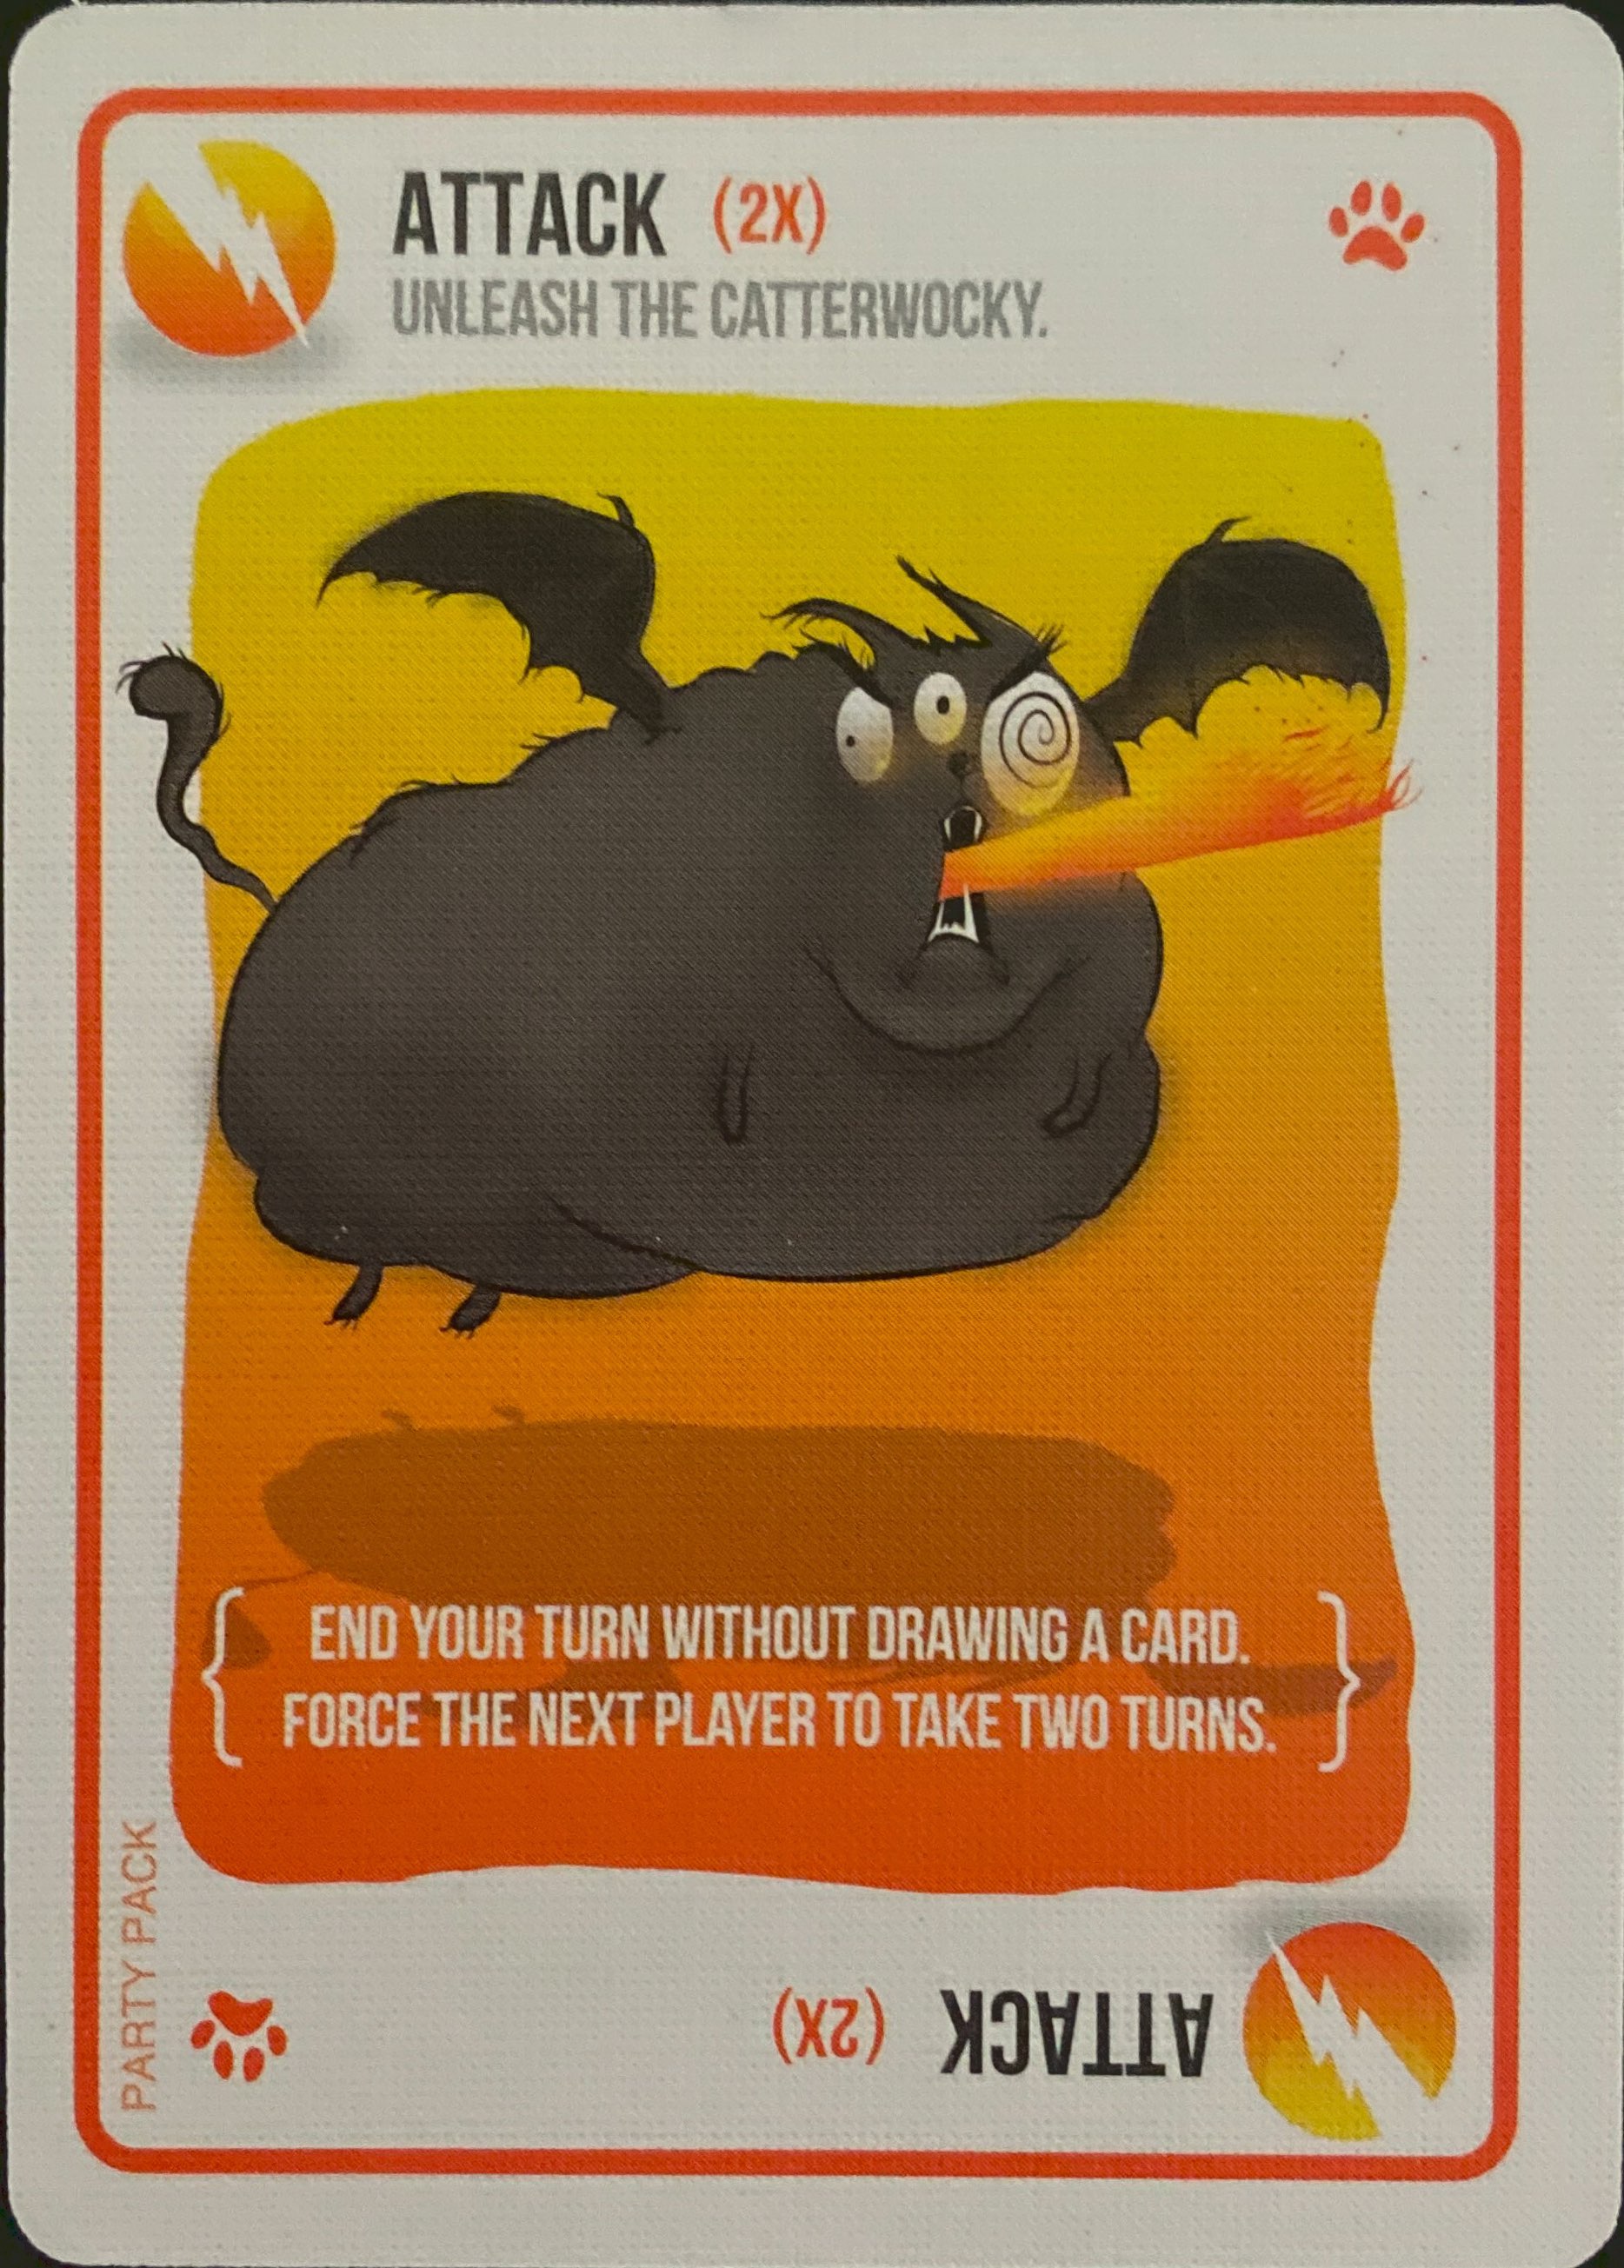 ATTACK (2X)
UNLEASH THE CATTERWOCKY.
END YOUR TURN WITHOUT DRAWING A CARD.
FORCE THE NEXT PLAYER TO TAKE TWO TURNS.
PARTY PACK
ATTACK (2X)